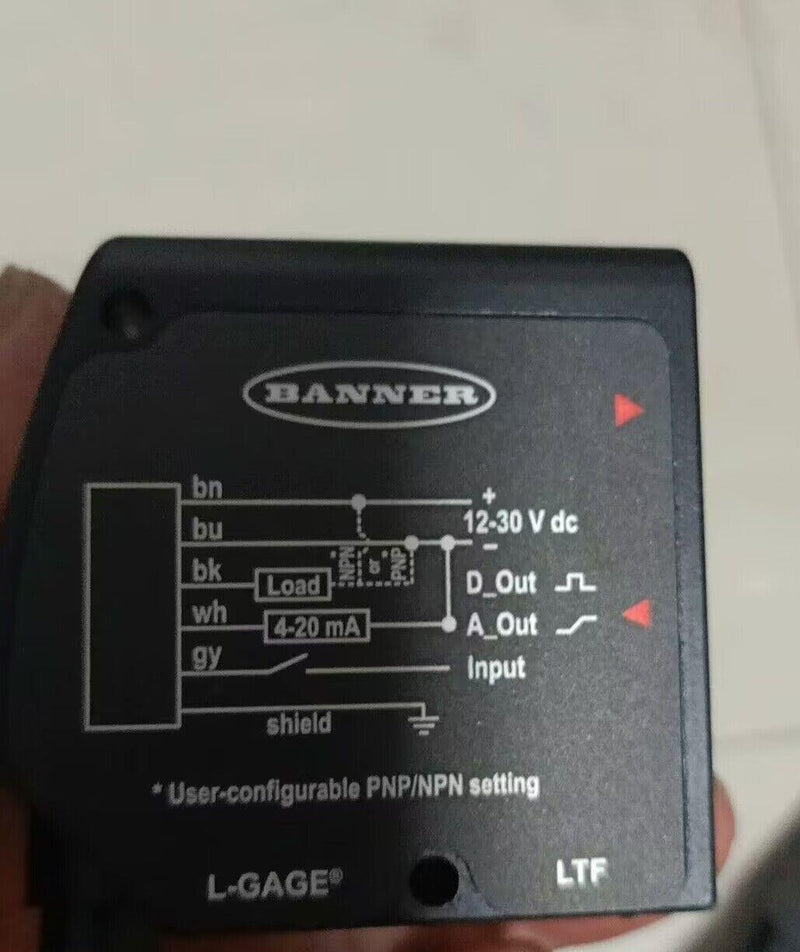 BANNER
bn
+
12-30 V dc
bu
−
bk
Load
*NPN
or
*PNP
D_Out
wh
4-20 mA
A_Out
gy
Input
shield
* User-configurable PNP/NPN setting
L-GAGE®
LTF